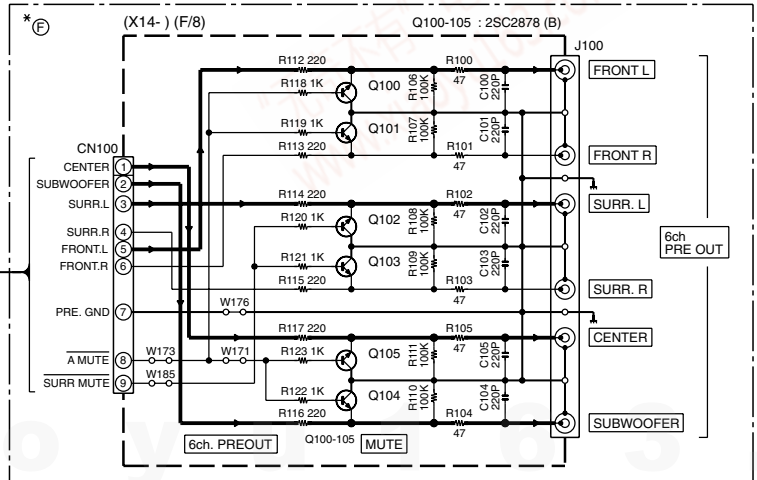 * F
(X14- ) (F/8)
Q100-105 : 2SC2878 (B)
J100
R112 220
R118 1K
Q100
R106 100K
R100
47
C100 220P
FRONT L
R119 1K
Q101
R107 100K
R113 220
R101
47
C101 220P
FRONT R
CN100
CENTER 1
SUBWOOFER 2
SURR.L 3
SURR.R 4
FRONT.L 5
FRONT.R 6
PRE. GND 7
A MUTE 8
SURR MUTE 9
W176
W173
W171
W185
R114 220
R120 1K
Q102
R108 100K
R102
47
C102 220P
SURR. L
R121 1K
Q103
R109 100K
R115 220
R103
47
C103 220P
SURR. R
6ch
PRE OUT
R117 220
R123 1K
Q105
R111 100K
R105
47
C105 220P
CENTER
R122 1K
Q104
R110 100K
R116 220
R104
47
C104 220P
SUBWOOFER
6ch. PREOUT
Q100-105
MUTE
o y u 1 6 3